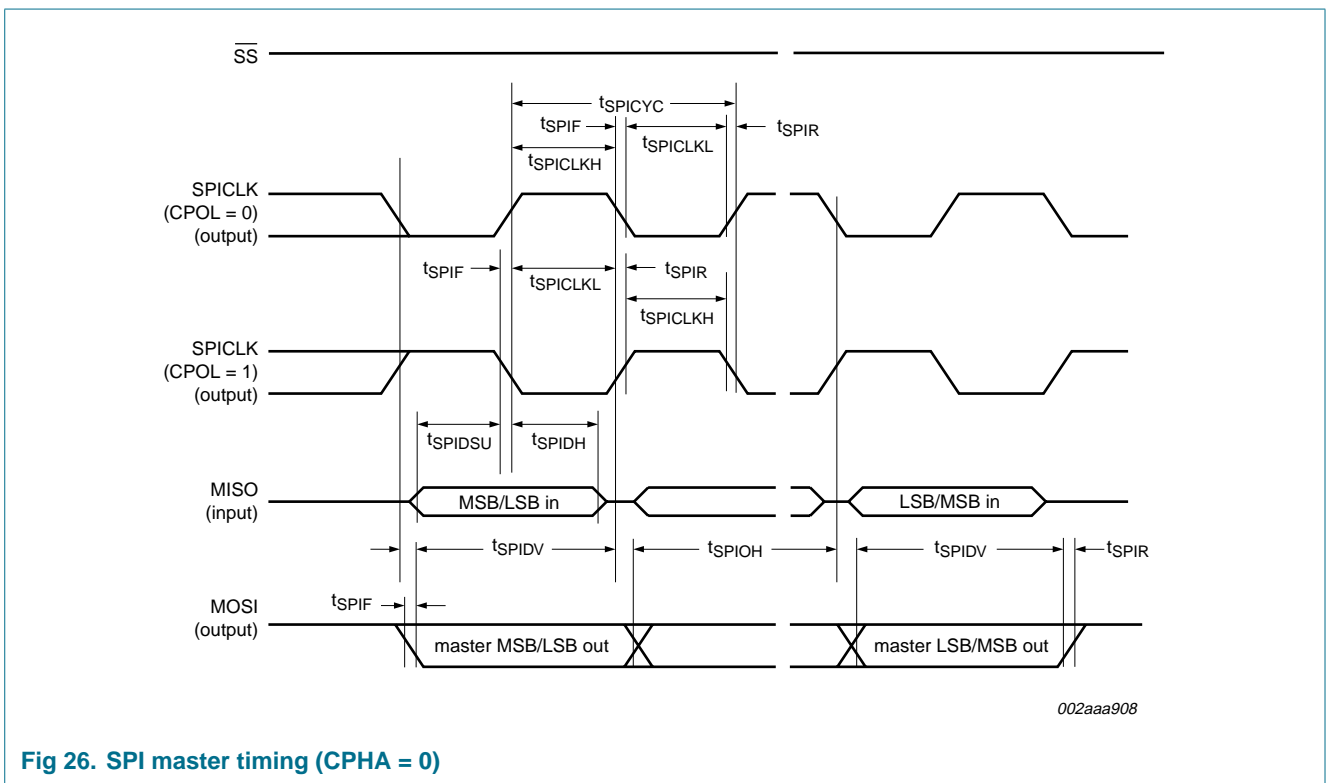 SS
tSPICYC
tSPIF
tSPICLKL
tSPIR
tSPICLKH
SPICLK
(CPOL = 0)
(output)
tSPIF
tSPICLKL
tSPIR
tSPICLKH
SPICLK
(CPOL = 1)
(output)
tSPIDSU
tSPIDH
MISO
(input)
MSB/LSB in
LSB/MSB in
tSPIDV
tSPIOH
tSPIDV
tSPIR
tSPIF
MOSI
(output)
master MSB/LSB out
master LSB/MSB out
002aaa908
Fig 26. SPI master timing (CPHA = 0)